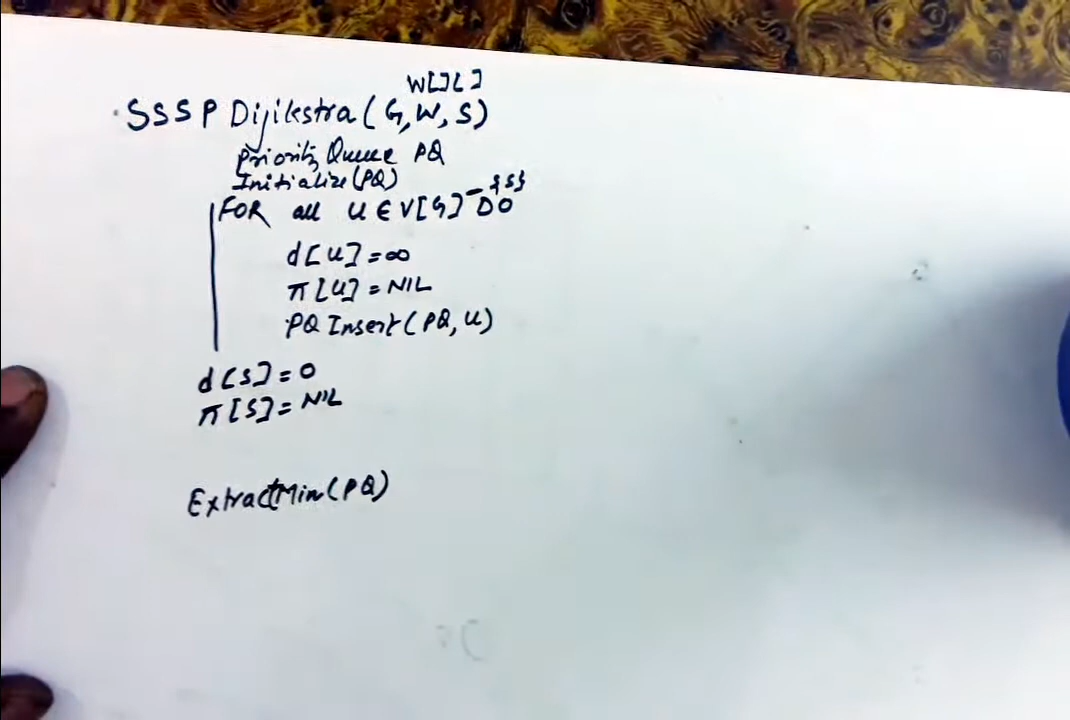 W[][]
SSSP Dijikstra(G,W,S)
Priority Queue PQ
Initialize(PQ)
FOR all u ∈ V[G] - {S} DO
d[u] = ∞
π[u] = NIL
PQ Insert(PQ, u)
d[S] = 0
π[S] = NIL
ExtractMin(PQ)